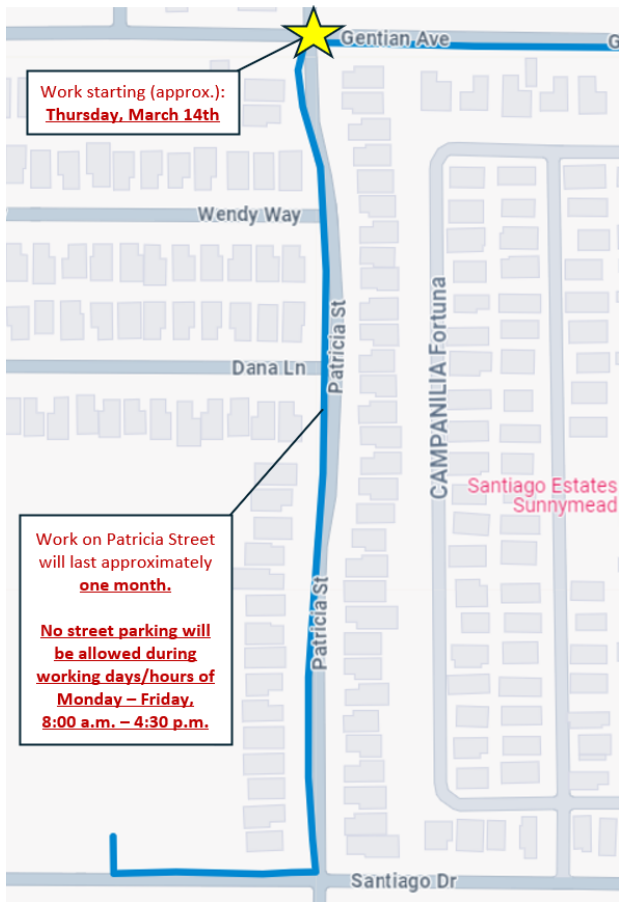 Gentian Ave
G
Work starting (approx.):
Thursday, March 14th
Wendy Way
Patricia St
Dana Ln
CAMPANILIA Fortuna
Santiago Estates
Sunnymead
Work on Patricia Street
will last approximately
one month.
No street parking will
be allowed during
working days/hours of
Monday – Friday,
8:00 a.m. – 4:30 p.m.
Patricia St
Santiago Dr